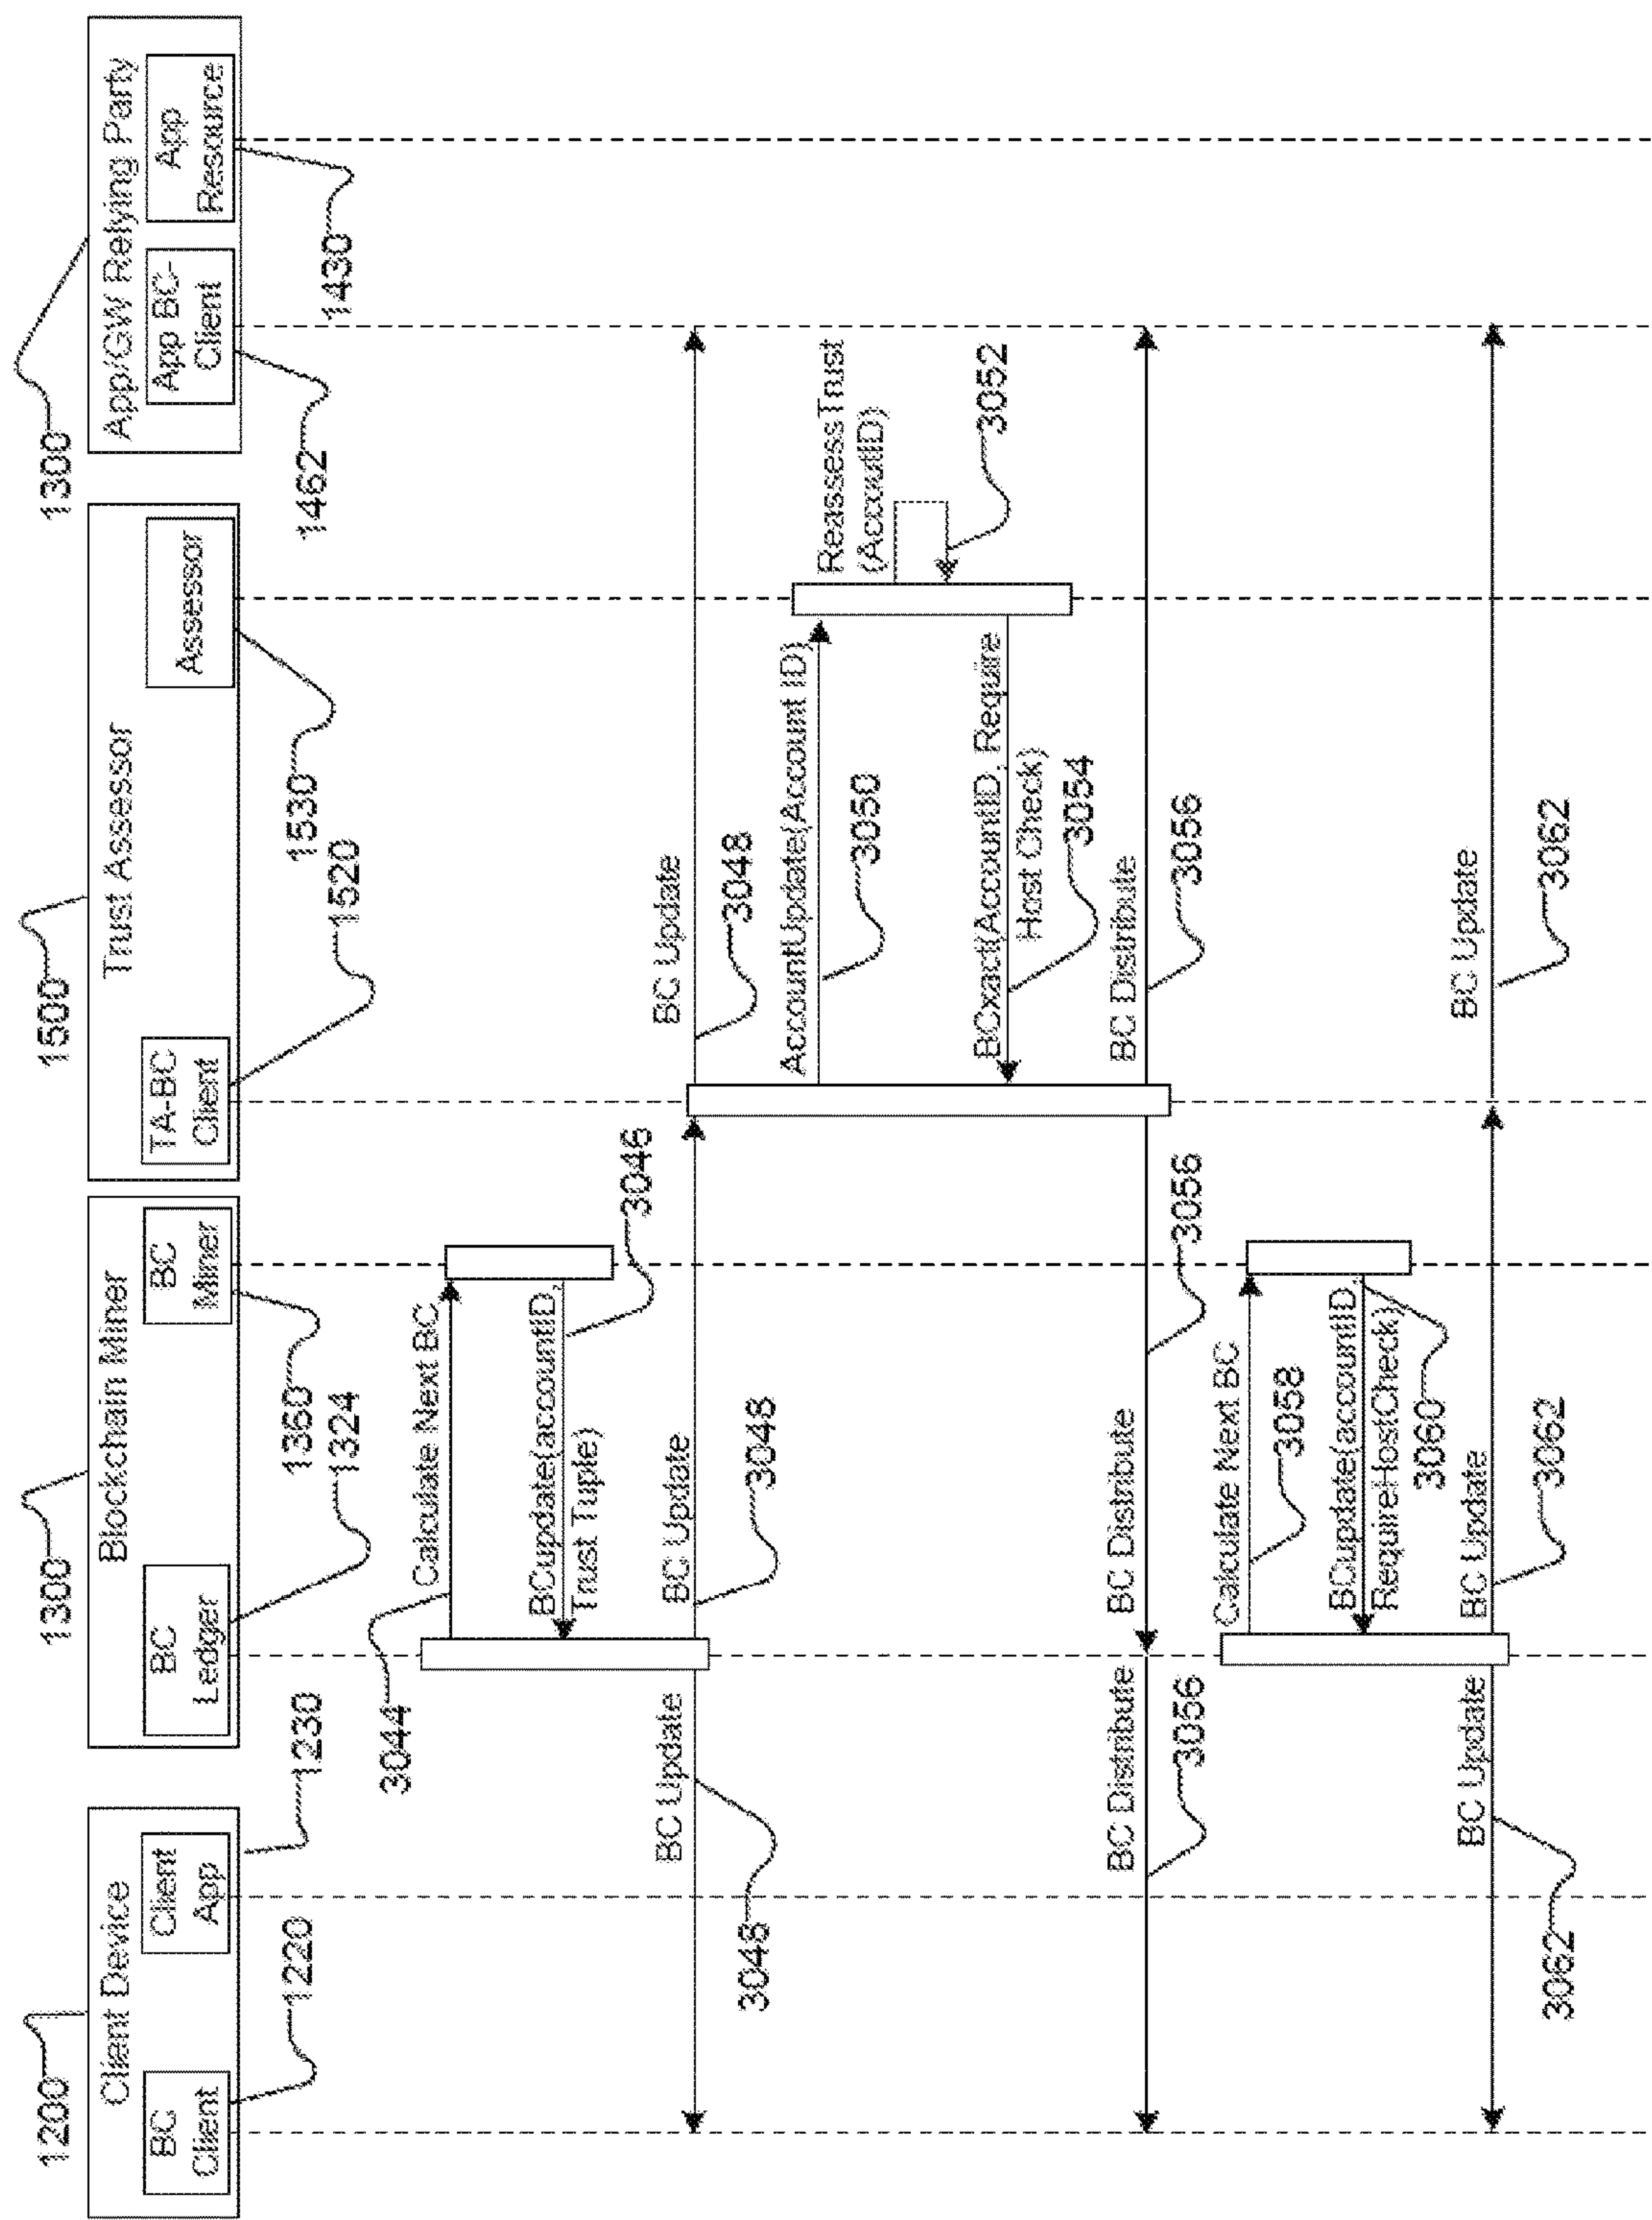 1200
Client Device
BC
Client
1220
Client
App
1230
1300
Blockchain Miner
BC
Ledger
1324
BC
Miner
1360
1500
Trust Assessor
TA-BC
Client
1520
Assessor
1530
1300
App/GW Relying Party
App BC-
Client
1462
App
Resource
1430
3044
Calculate Next BC
BCupdate(accountID,
Trust Tuple)
3046
BC Update
3048
BC Update
3048
BC Update
3048
AccountUpdate(Account ID)
3050
ReassessTrust
(AccoutID)
3052
BCxact(AccountID, Require
Host Check)
3054
BC Distribute
3056
BC Distribute
3056
BC Distribute
3056
Calculate Next BC
3058
BCupdate(accountID,
RequireHostCheck)
3060
BC Update
3062
BC Update
3062
BC Update
3062